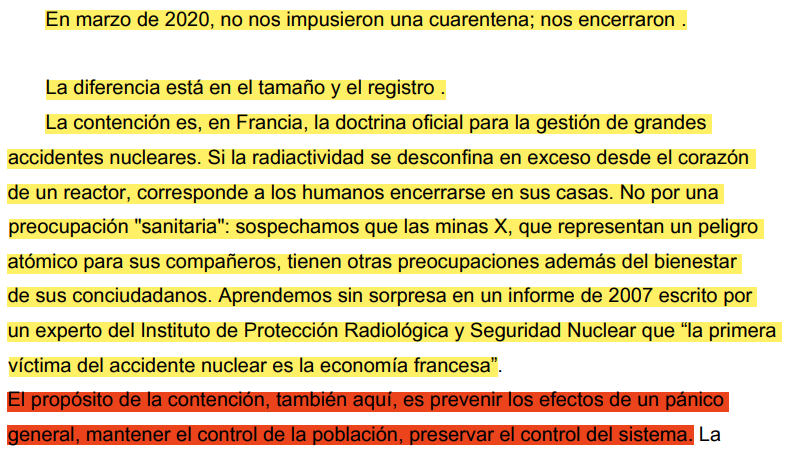 En marzo de 2020, no nos impusieron una cuarentena; nos encerraron .
La diferencia está en el tamaño y el registro .
La contención es, en Francia, la doctrina oficial para la gestión de grandes
accidentes nucleares. Si la radiactividad se desconfina en exceso desde el corazón
de un reactor, corresponde a los humanos encerrarse en sus casas. No por una
preocupación "sanitaria": sospechamos que las minas X, que representan un peligro
atómico para sus compañeros, tienen otras preocupaciones además del bienestar
de sus conciudadanos. Aprendemos sin sorpresa en un informe de 2007 escrito por
un experto del Instituto de Protección Radiológica y Seguridad Nuclear que “la primera
víctima del accidente nuclear es la economía francesa”.
El propósito de la contención, también aquí, es prevenir los efectos de un pánico
general, mantener el control de la población, preservar el control del sistema. La